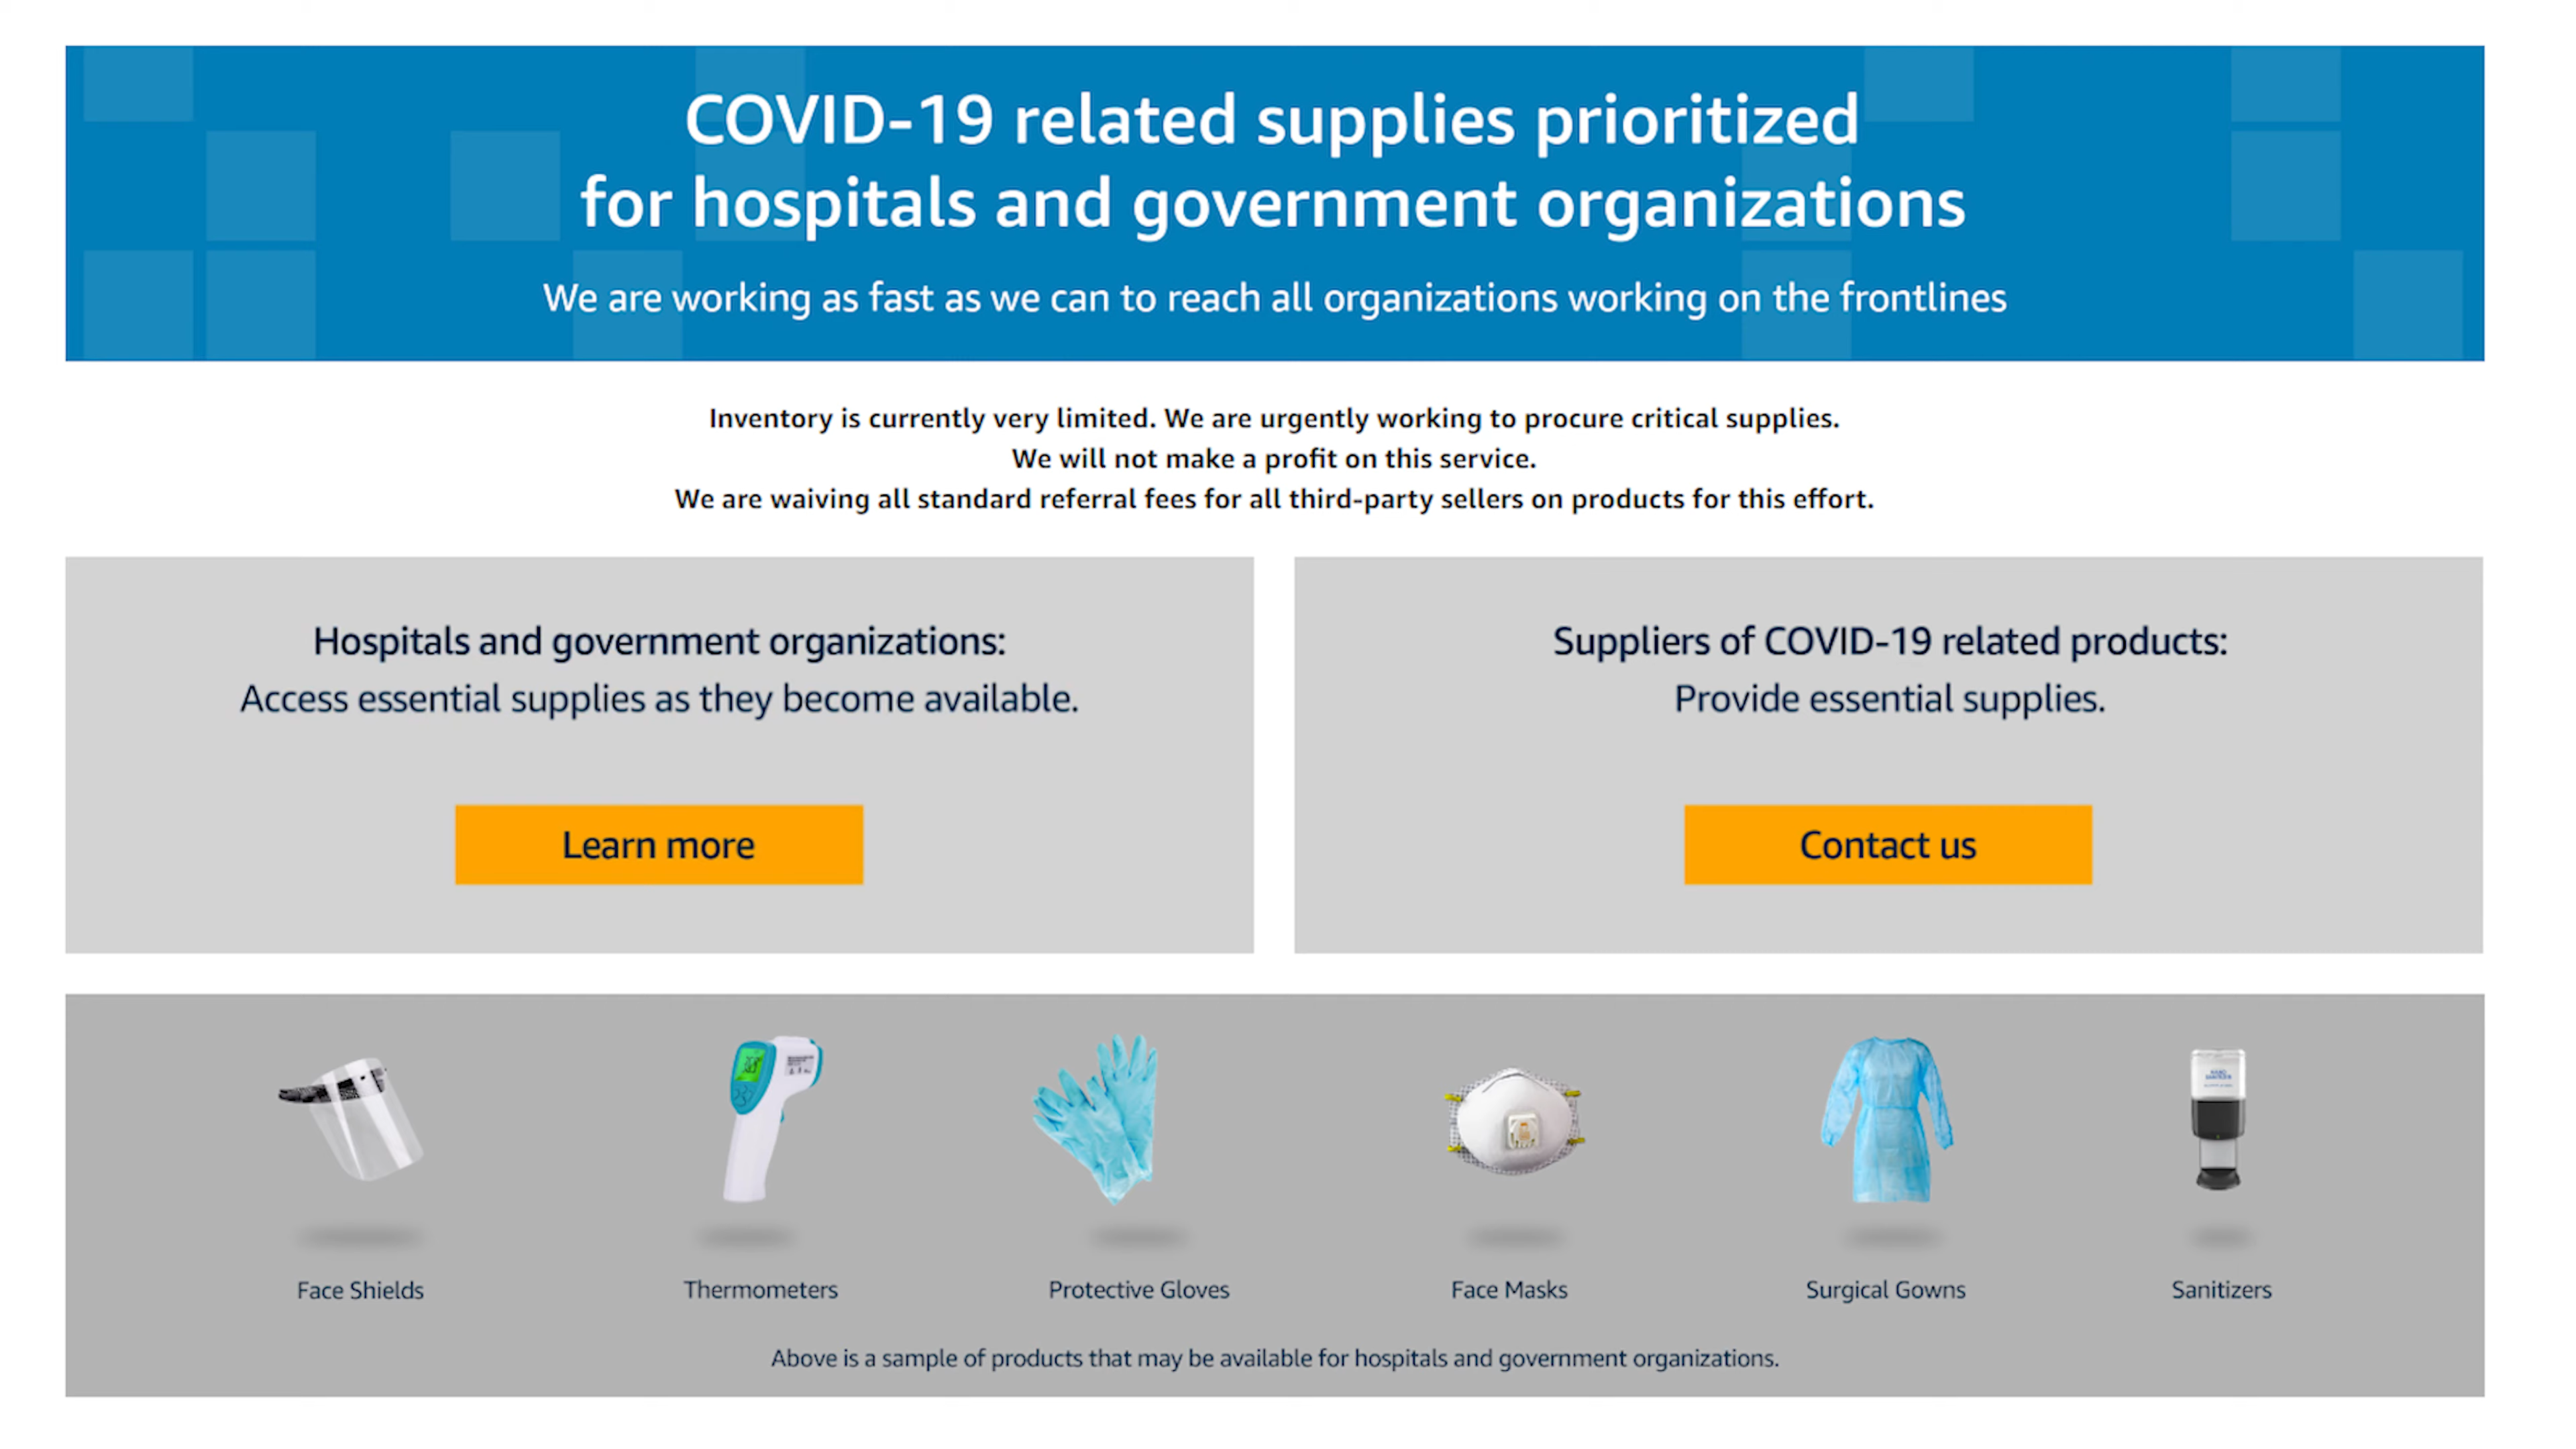 COVID-19 related supplies prioritized
for hospitals and government organizations
We are working as fast as we can to reach all organizations working on the frontlines
Inventory is currently very limited. We are urgently working to procure critical supplies.
We will not make a profit on this service.
We are waiving all standard referral fees for all third-party sellers on products for this effort.
Hospitals and government organizations:
Access essential supplies as they become available.
Learn more
Suppliers of COVID-19 related products:
Provide essential supplies.
Contact us
HAND
SANITIZER
Face Shields
Thermometers
Protective Gloves
Face Masks
Surgical Gowns
Sanitizers
Above is a sample of products that may be available for hospitals and government organizations.